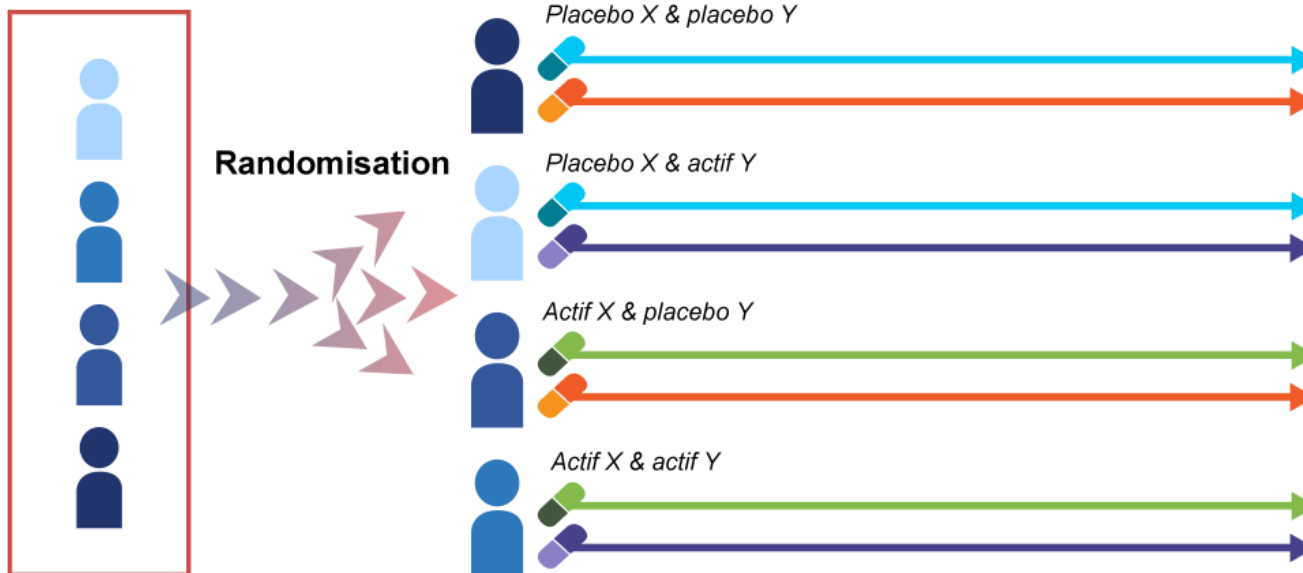 Placebo X & placebo Y
Randomisation
Placebo X & actif Y
Actif X & placebo Y
Actif X & actif Y